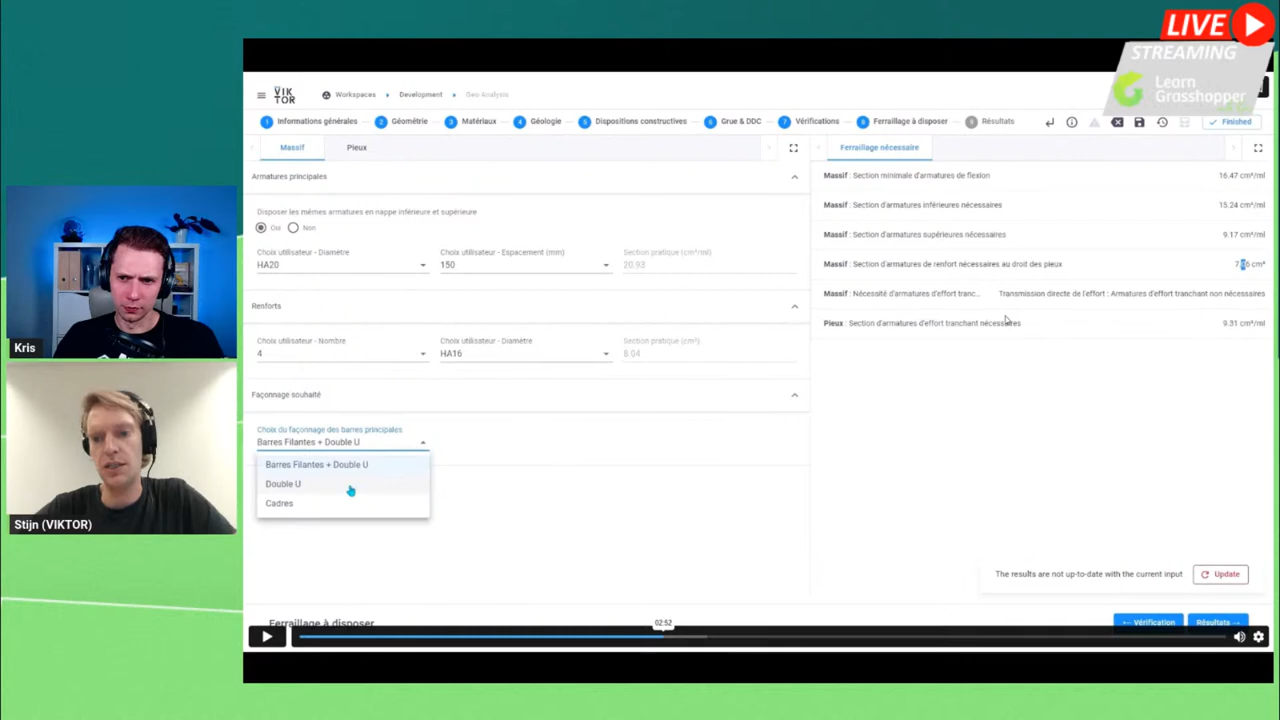 LIVE
STREAMING
Learn
Grasshopper
VIKTOR
Workspaces
Development
Geo Analysis
1 Informations générales
2 Géométrie
3 Matériaux
4 Géologie
5 Dispositions constructives
6 Grue & DDC
7 Vérifications
8 Ferraillage à disposer
9 Résultats
Finished
Massif
Pieux
Armatures principales
Disposer les mêmes armatures en nappe inférieure et supérieure
Oui Non
Choix utilisateur - Diamètre
HA20
Choix utilisateur - Espacement (mm)
150
Section pratique (cm²/ml)
20.93
Renforts
Choix utilisateur - Nombre
4
Choix utilisateur - Diamètre
HA16
Section pratique (cm²)
8.04
Façonnage souhaité
Choix du façonnage des barres principales
Barres Filantes + Double U
Barres Filantes + Double U
Double U
Cadres
Ferraillage à disposer
Ferraillage nécessaire
Massif : Section minimale d'armatures de flexion 16.47 cm²/ml
Massif : Section d'armatures inférieures nécessaires 15.24 cm²/ml
Massif : Section d'armatures supérieures nécessaires 9.17 cm²/ml
Massif : Section d'armatures de renfort nécessaires au droit des pieux
Massif : Nécessité d'armatures d'effort tranc... Transmission directe de l'effort : Armatures d'effort tranchant non nécessaires
Pieux : Section d'armatures d'effort tranchant nécessaires 9.31 cm²/ml
The results are not up-to-date with the current input
Update
← Vérification
Résultats →
02:52
Kris
Stijn (VIKTOR)